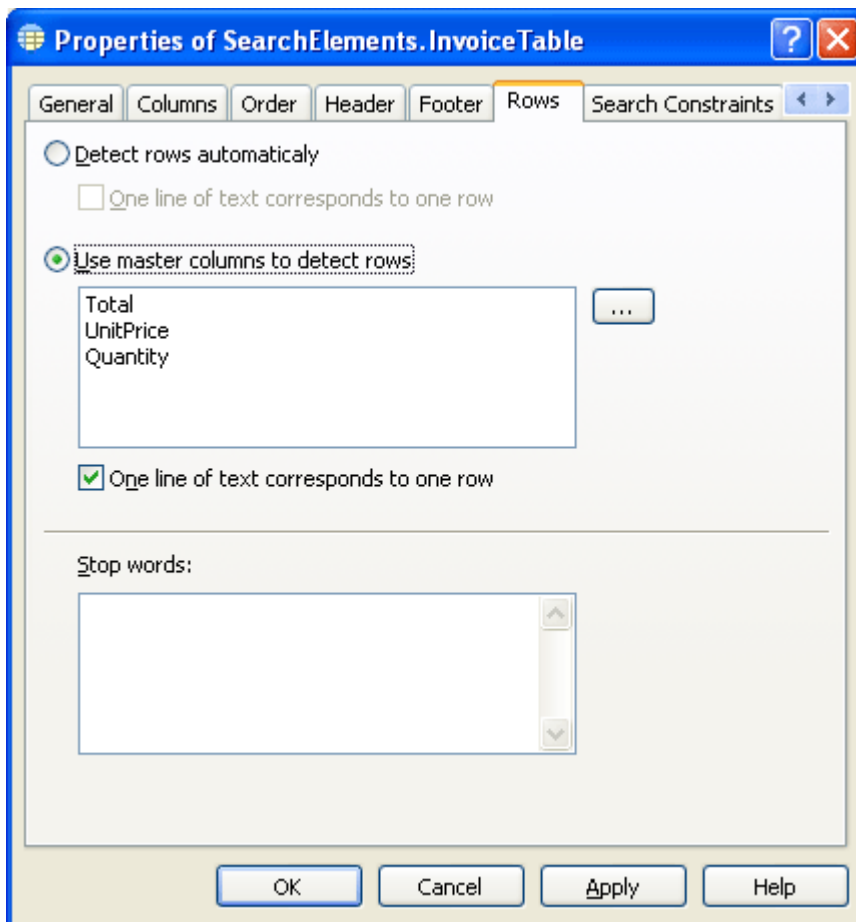 Properties of SearchElements.InvoiceTable
General Columns Order Header Footer Rows Search Constraints
Detect rows automaticaly
One line of text corresponds to one row
Use master columns to detect rows
Total
...
UnitPrice
Quantity
One line of text corresponds to one row
Stop words:
OK Cancel Apply Help